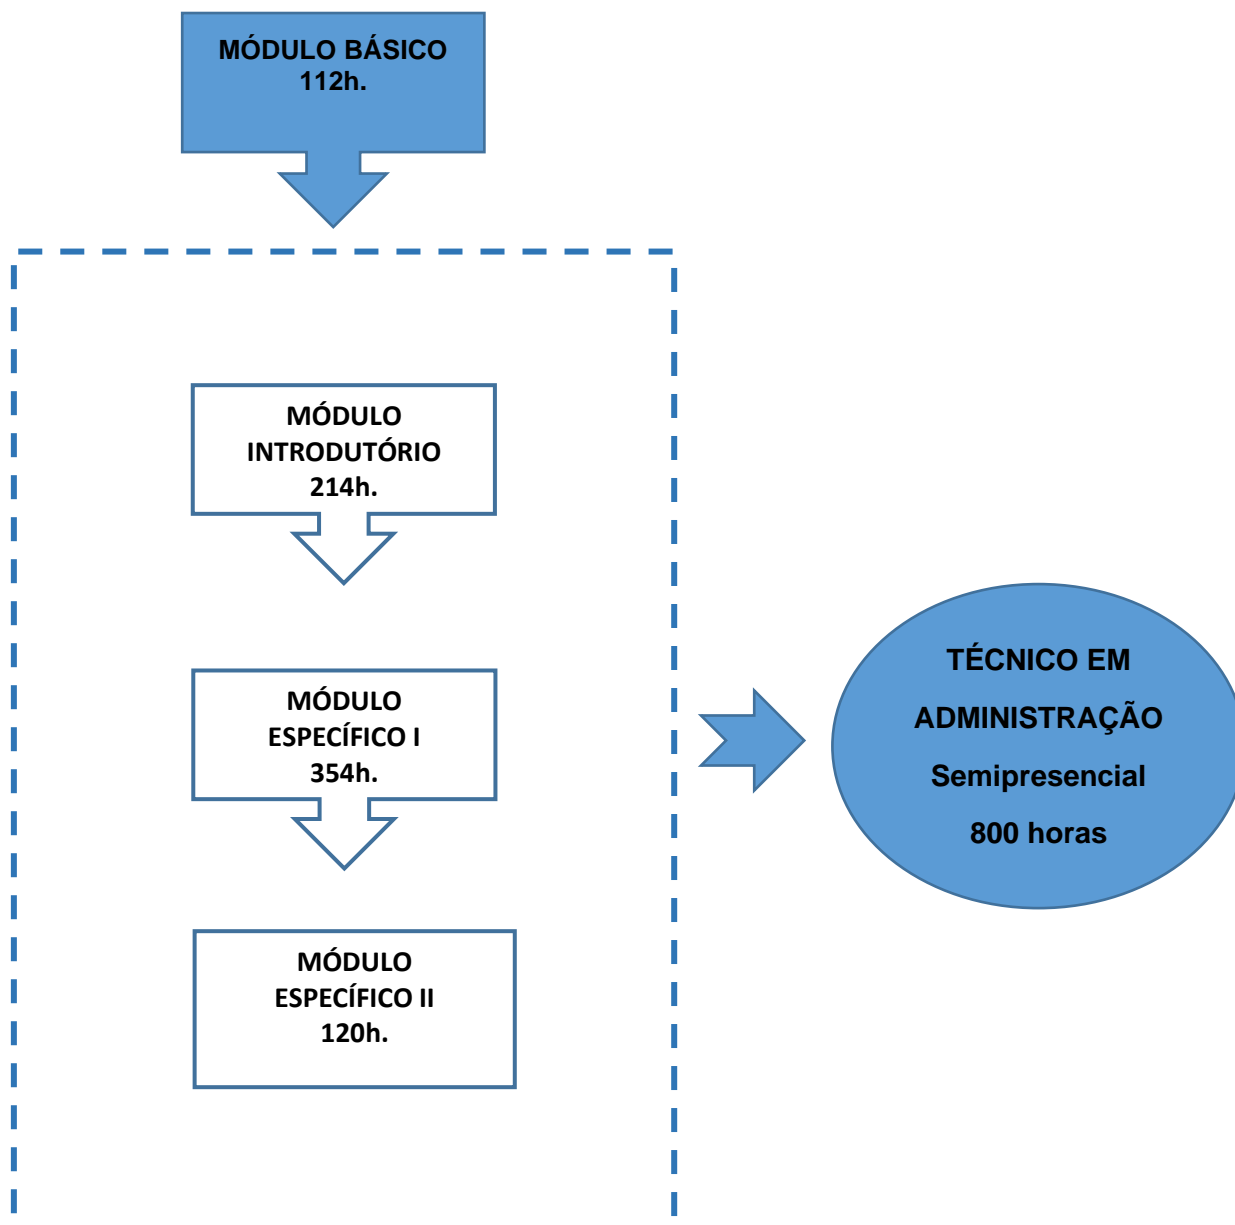 MÓDULO BÁSICO
112h.
MÓDULO
INTRODUTÓRIO
214h.
MÓDULO
ESPECÍFICO I
354h.
MÓDULO
ESPECÍFICO II
120h.
TÉCNICO EM
ADMINISTRAÇÃO
Semipresencial
800 horas